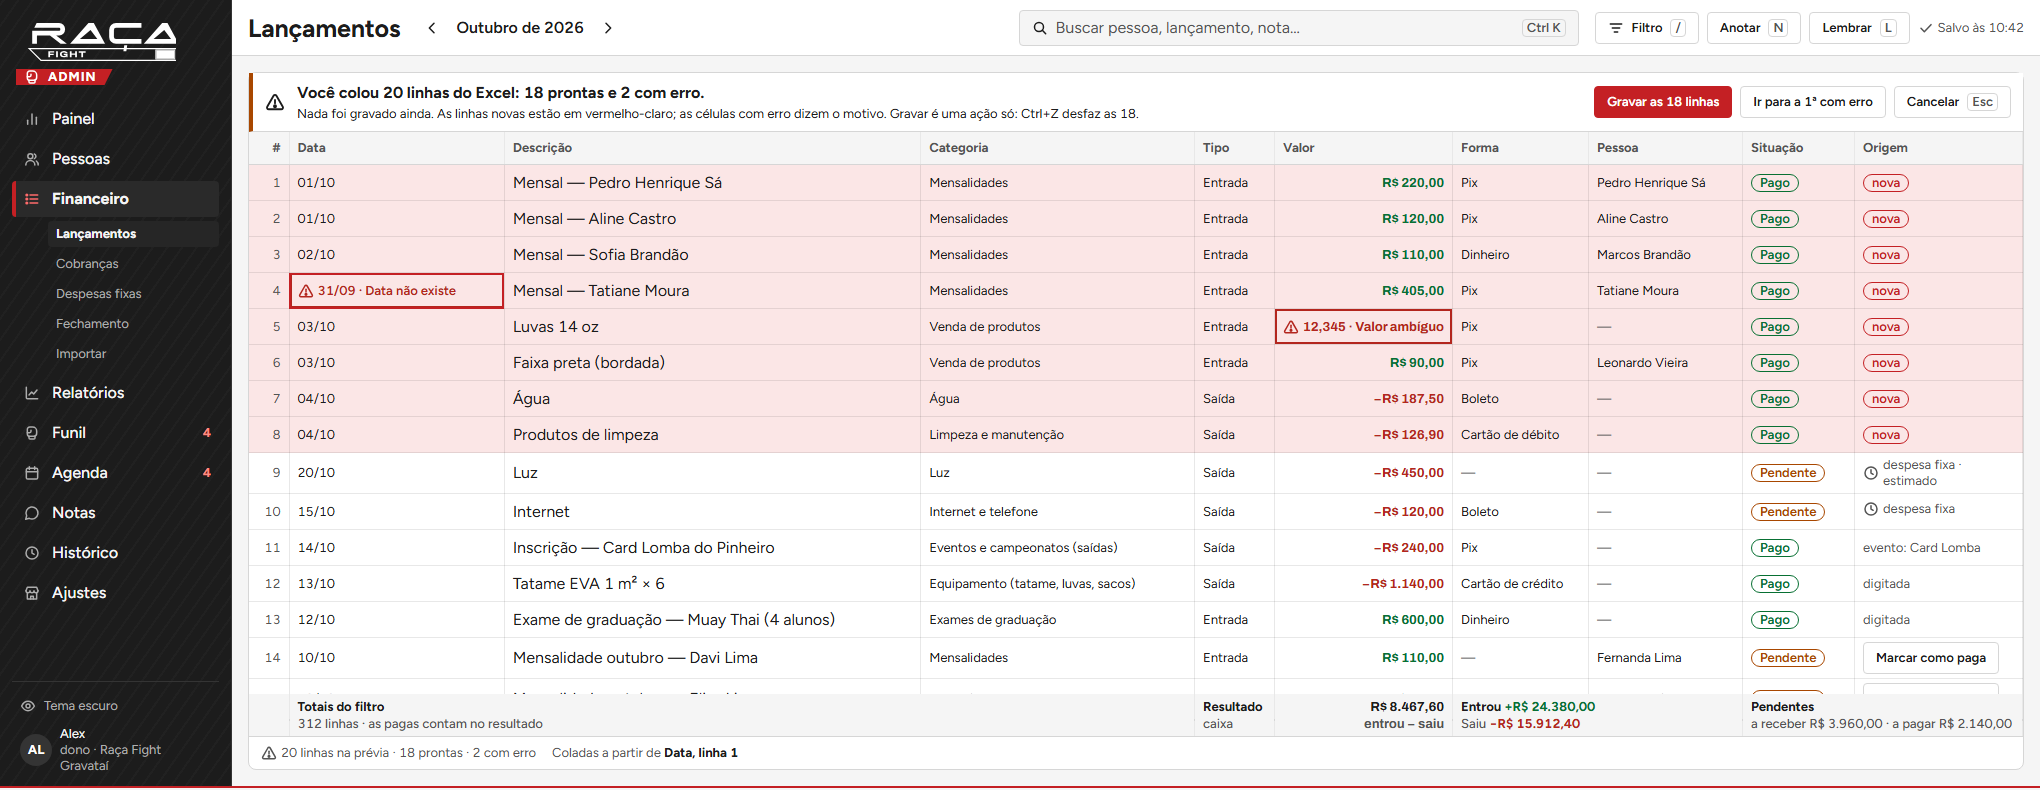 RAÇA
FIGHT
ADMIN
Painel
Pessoas
Financeiro
Lançamentos
Cobranças
Despesas fixas
Fechamento
Importar
Relatórios
Funil 4
Agenda 4
Notas
Histórico
Ajustes
Tema escuro
AL
Alex
dono · Raça Fight
Gravataí
Lançamentos
Outubro de 2026
Buscar pessoa, lançamento, nota... Ctrl K
Filtro /
Anotar N
Lembrar L
Salvo às 10:42
Você colou 20 linhas do Excel: 18 prontas e 2 com erro.
Nada foi gravado ainda. As linhas novas estão em vermelho-claro; as células com erro dizem o motivo. Gravar é uma ação só: Ctrl+Z desfaz as 18.
Gravar as 18 linhas
Ir para a 1ª com erro
Cancelar Esc
# Data Descrição Categoria Tipo Valor Forma Pessoa Situação Origem
1 01/10 Mensal — Pedro Henrique Sá Mensalidades Entrada R$ 220,00 Pix Pedro Henrique Sá Pago nova
2 01/10 Mensal — Aline Castro Mensalidades Entrada R$ 120,00 Pix Aline Castro Pago nova
3 02/10 Mensal — Sofia Brandão Mensalidades Entrada R$ 110,00 Dinheiro Marcos Brandão Pago nova
4 31/09 · Data não existe Mensal — Tatiane Moura Mensalidades Entrada R$ 405,00 Pix Tatiane Moura Pago nova
5 03/10 Luvas 14 oz Venda de produtos Entrada 12,345 · Valor ambíguo Pix — Pago nova
6 03/10 Faixa preta (bordada) Venda de produtos Entrada R$ 90,00 Pix Leonardo Vieira Pago nova
7 04/10 Água Água Saída −R$ 187,50 Boleto — Pago nova
8 04/10 Produtos de limpeza Limpeza e manutenção Saída −R$ 126,90 Cartão de débito — Pago nova
9 20/10 Luz Luz Saída −R$ 450,00 — — Pendente despesa fixa ·
estimado
10 15/10 Internet Internet e telefone Saída −R$ 120,00 Boleto — Pendente despesa fixa
11 14/10 Inscrição — Card Lomba do Pinheiro Eventos e campeonatos (saídas) Saída −R$ 240,00 Pix — Pago evento: Card Lomba
12 13/10 Tatame EVA 1 m² × 6 Equipamento (tatame, luvas, sacos) Saída −R$ 1.140,00 Cartão de crédito — Pago digitada
13 12/10 Exame de graduação — Muay Thai (4 alunos) Exames de graduação Entrada R$ 600,00 Dinheiro — Pago digitada
14 10/10 Mensalidade outubro — Davi Lima Mensalidades Entrada R$ 110,00 — Fernanda Lima Pendente Marcar como paga
Totais do filtro Resultado R$ 8.467,60 Entrou +R$ 24.380,00 Pendentes
312 linhas · as pagas contam no resultado caixa entrou − saiu Saiu −R$ 15.912,40 a receber R$ 3.960,00 · a pagar R$ 2.140,00
20 linhas na prévia · 18 prontas · 2 com erro Coladas a partir de Data, linha 1